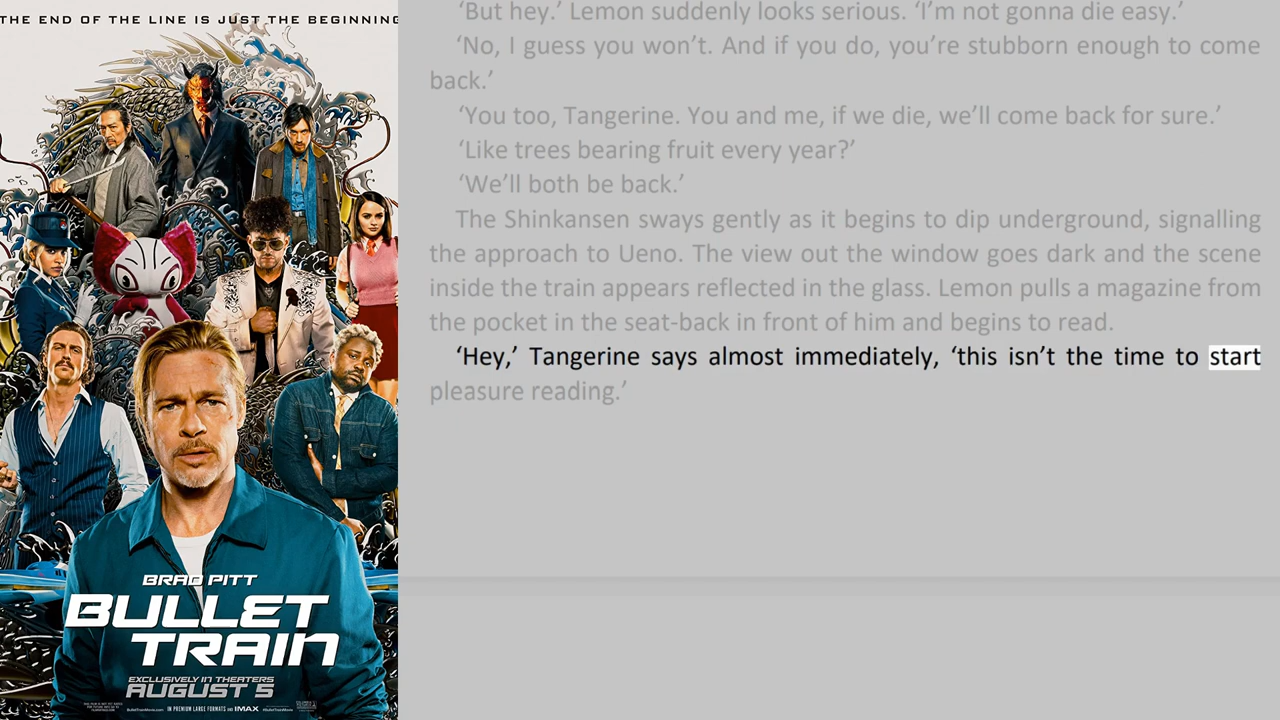 THE END OF THE LINE IS JUST THE BEGINNING
BRAD PITT
BULLET
TRAIN
EXCLUSIVELY IN THEATERS
AUGUST 5
BulletTrainMovie.com
IN PREMIUM LARGE FORMATS AND IMAX
#BulletTrainMovie
‘But hey.’ Lemon suddenly looks serious. ‘I’m not gonna die easy.’
‘No, I guess you won’t. And if you do, you’re stubborn enough to come
back.’
‘You too, Tangerine. You and me, if we die, we’ll come back for sure.’
‘Like trees bearing fruit every year?’
‘We’ll both be back.’
The Shinkansen sways gently as it begins to dip underground, signalling
the approach to Ueno. The view out the window goes dark and the scene
inside the train appears reflected in the glass. Lemon pulls a magazine from
the pocket in the seat-back in front of him and begins to read.
‘Hey,’ Tangerine says almost immediately, ‘this isn’t the time to start
pleasure reading.’